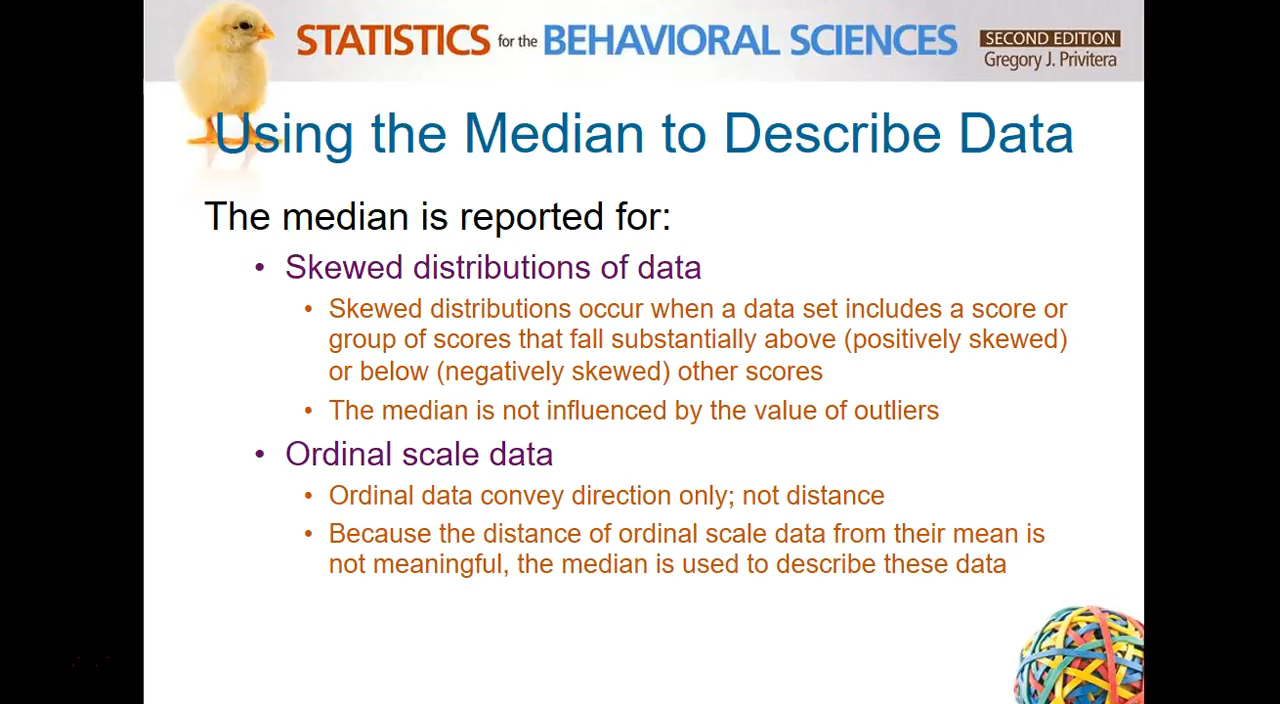 STATISTICS for the BEHAVIORAL SCIENCES
SECOND EDITION
Gregory J. Privitera
Using the Median to Describe Data
The median is reported for:
• Skewed distributions of data
• Skewed distributions occur when a data set includes a score or
group of scores that fall substantially above (positively skewed)
or below (negatively skewed) other scores
• The median is not influenced by the value of outliers
• Ordinal scale data
• Ordinal data convey direction only; not distance
• Because the distance of ordinal scale data from their mean is
not meaningful, the median is used to describe these data